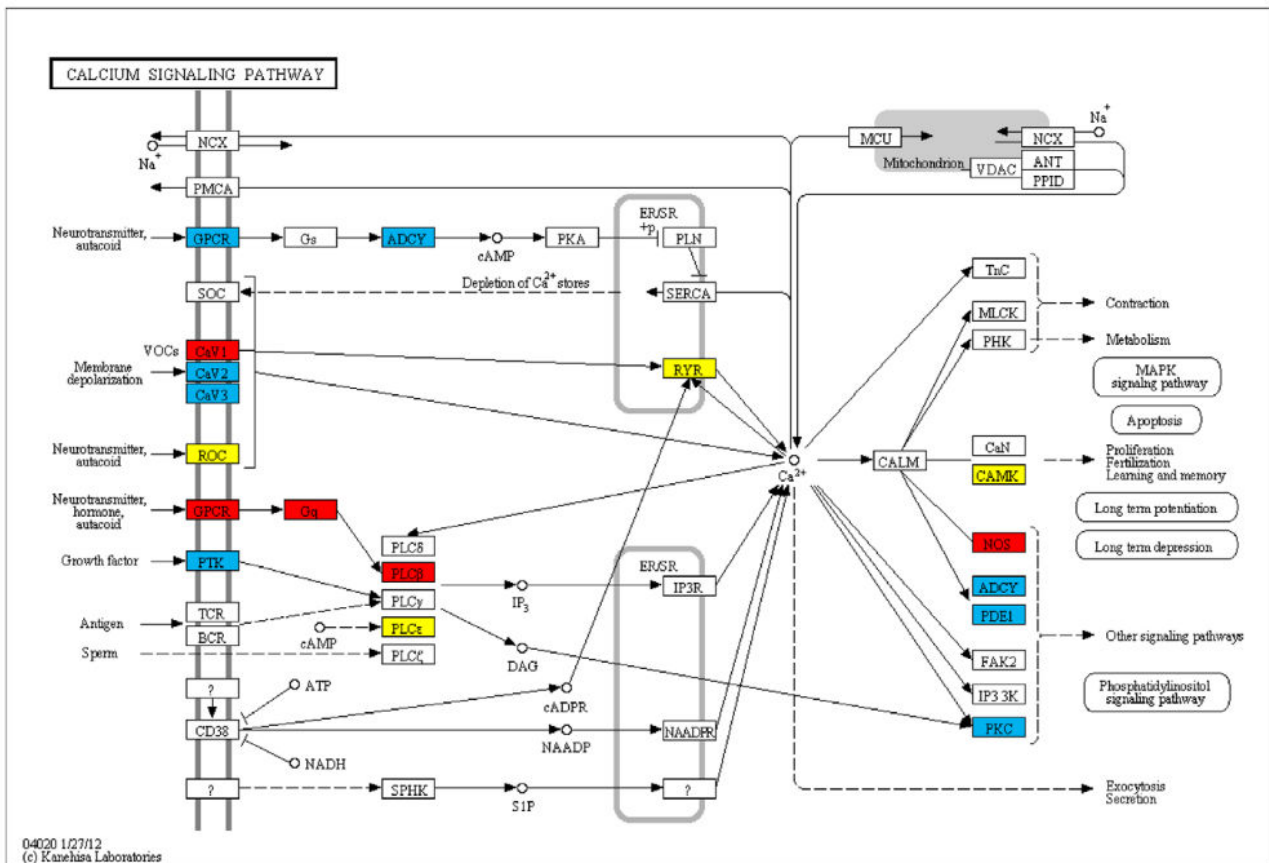 CALCIUM SIGNALING PATHWAY
NCX
Na+
PMCA
MCU
NCX
Na+
Mitochondrion
VDAC
ANT
PPID
Neurotransmitter,
autacoid
GPCR
Gs
ADCY
cAMP
PKA
ER/SR
+p
PLN
SOC
Depletion of Ca2+ stores
SERCA
TnC
MLCK
Contraction
PHK
Metabolism
VOCs
CaV1
Membrane
depolarization
CaV2
CaV3
RYR
MAPK
signaling pathway
Apoptosis
Neurotransmitter,
autacoid
ROC
Ca2+
CALM
CaN
CAMK
Proliferation
Fertilization
Learning and memory
Neurotransmitter,
hormone,
autacoid
GPCR
Gq
Long term potentiation
Long term depression
NOS
Growth factor
PTK
PLCδ
PLCβ
PLCγ
PLCε
PLCζ
IP3
ER/SR
IP3R
ADCY
PDE1
Antigen
TCR
BCR
cAMP
Sperm
DAG
Other signaling pathways
FAK2
IP3 3K
PKC
Phosphatidylinositol
signaling pathway
?
ATP
cADPR
CD38
NAADP
NAADPR
NADH
?
SPHK
S1P
?
Exocytosis
Secretion
04020 1/27/12
(c) Kanehisa Laboratories